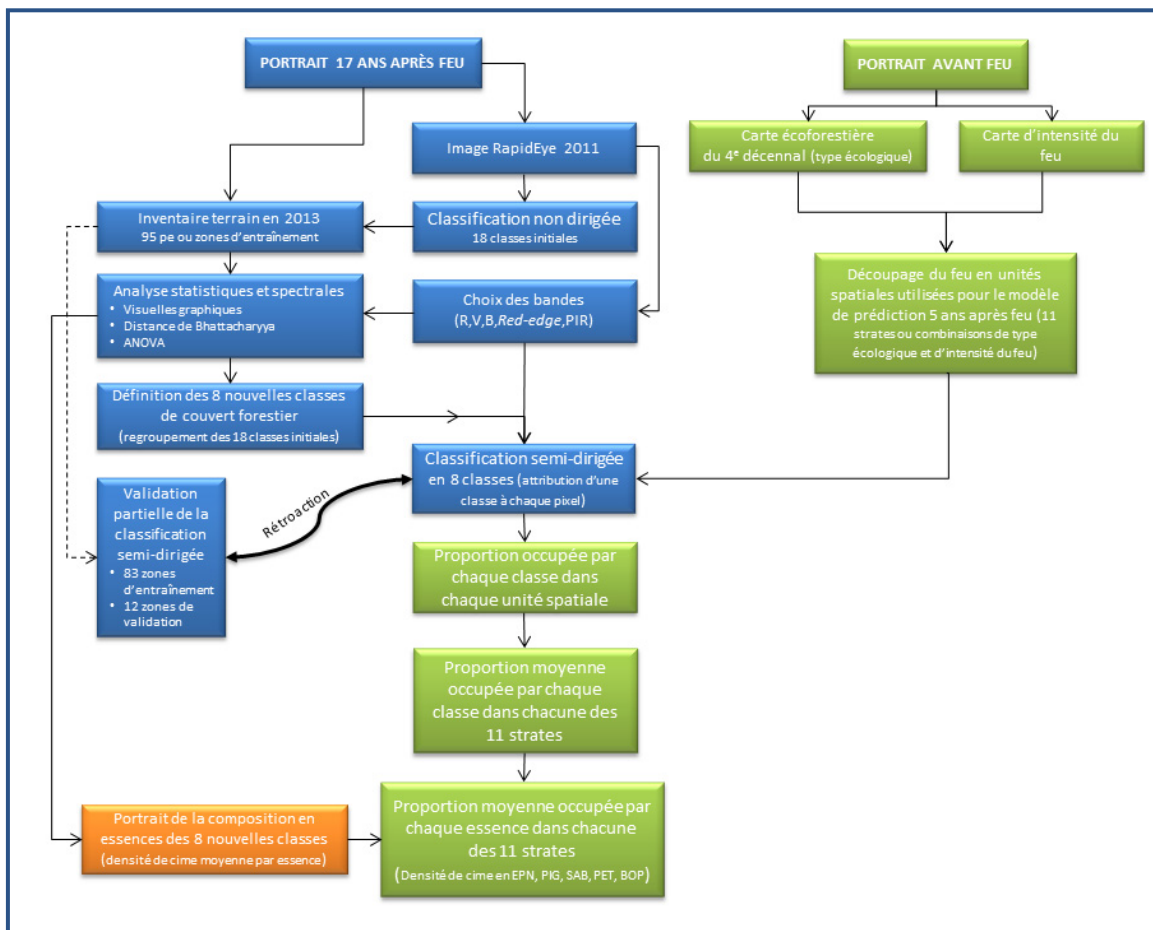 PORTRAIT 17 ANS APRÈS FEU
PORTRAIT AVANT FEU
Image RapidEye 2011
Carte écoforestière
du 4e décennal (type écologique)
Carte d'intensité du
feu
Inventaire terrain en 2013
95 pe ou zones d'entraînement
Classification non dirigée
18 classes initiales
Analyse statistiques et spectrales
• Visuelles graphiques
• Distance de Bhattacharyya
• ANOVA
Choix des bandes
(R,V,B,Red-edge,PIR)
Découpage du feu en unités
spatiales utilisées pour le modèle
de prédiction 5 ans après feu (11
strates ou combinaisons de type
écologique et d'intensité du feu)
Définition des 8 nouvelles classes
de couvert forestier
(regroupement des 18 classes initiales)
Classification semi-dirigée
en 8 classes (attribution d'une
classe à chaque pixel)
Rétroaction
Validation
partielle de la
classification
semi-dirigée
• 83 zones
d'entraînement
• 12 zones de
validation
Proportion occupée par
chaque classe dans
chaque unité spatiale
Proportion moyenne
occupée par chaque
classe dans chacune des
11 strates
Portrait de la composition en
essences des 8 nouvelles classes
(densité de cime moyenne par essence)
Proportion moyenne occupée par
chaque essence dans chacune
des 11 strates
(Densité de cime en EPN, PIG, SAB, PET, BOP)